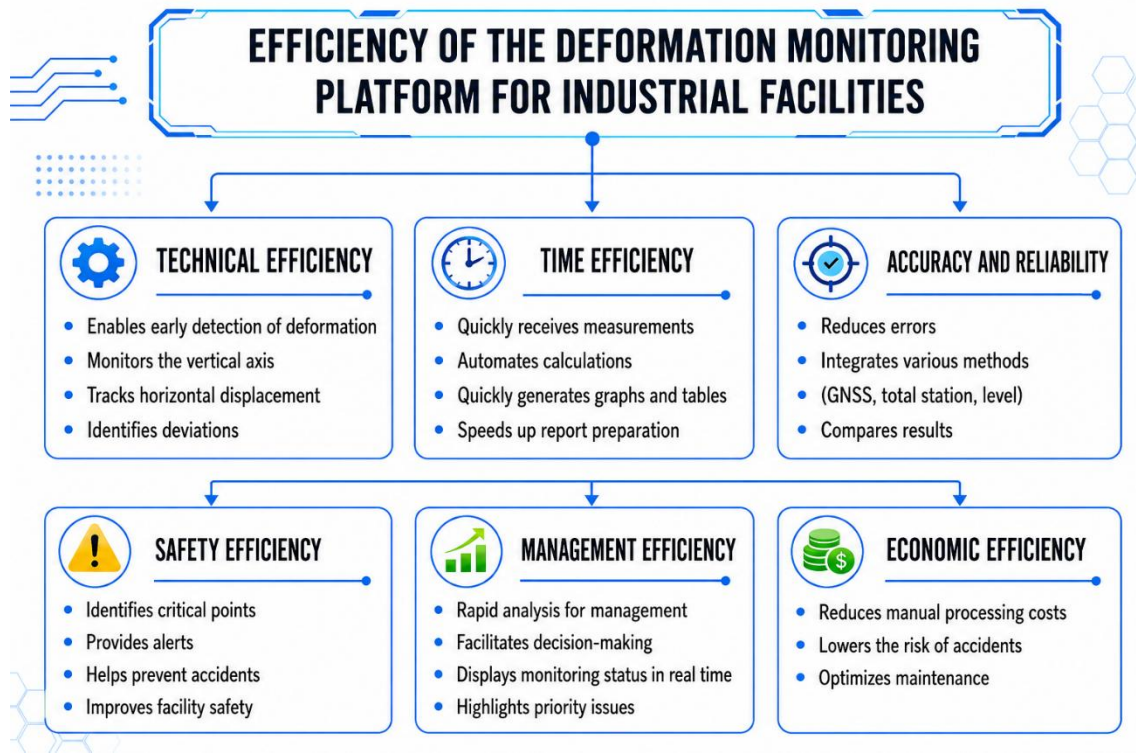 EFFICIENCY OF THE DEFORMATION MONITORING
PLATFORM FOR INDUSTRIAL FACILITIES
TECHNICAL EFFICIENCY
• Enables early detection of deformation
• Monitors the vertical axis
• Tracks horizontal displacement
• Identifies deviations
TIME EFFICIENCY
• Quickly receives measurements
• Automates calculations
• Quickly generates graphs and tables
• Speeds up report preparation
ACCURACY AND RELIABILITY
• Reduces errors
• Integrates various methods
• (GNSS, total station, level)
• Compares results
SAFETY EFFICIENCY
• Identifies critical points
• Provides alerts
• Helps prevent accidents
• Improves facility safety
MANAGEMENT EFFICIENCY
• Rapid analysis for management
• Facilitates decision-making
• Displays monitoring status in real time
• Highlights priority issues
$
ECONOMIC EFFICIENCY
• Reduces manual processing costs
• Lowers the risk of accidents
• Optimizes maintenance